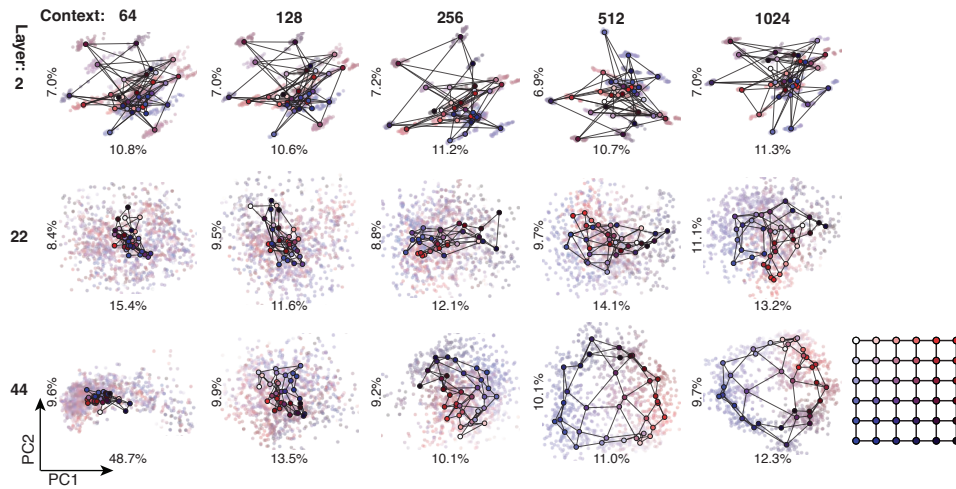 Context: 64 128 256 512 1024
Layer:
2
7.0% 7.0% 7.2% 6.9% 7.0%
10.8% 10.6% 11.2% 10.7% 11.3%
22
8.4% 9.5% 8.8% 9.7% 11.1%
15.4% 11.6% 12.1% 14.1% 13.2%
44
9.6% 9.9% 9.2% 10.1% 9.7%
48.7% 13.5% 10.1% 11.0% 12.3%
PC2
PC1